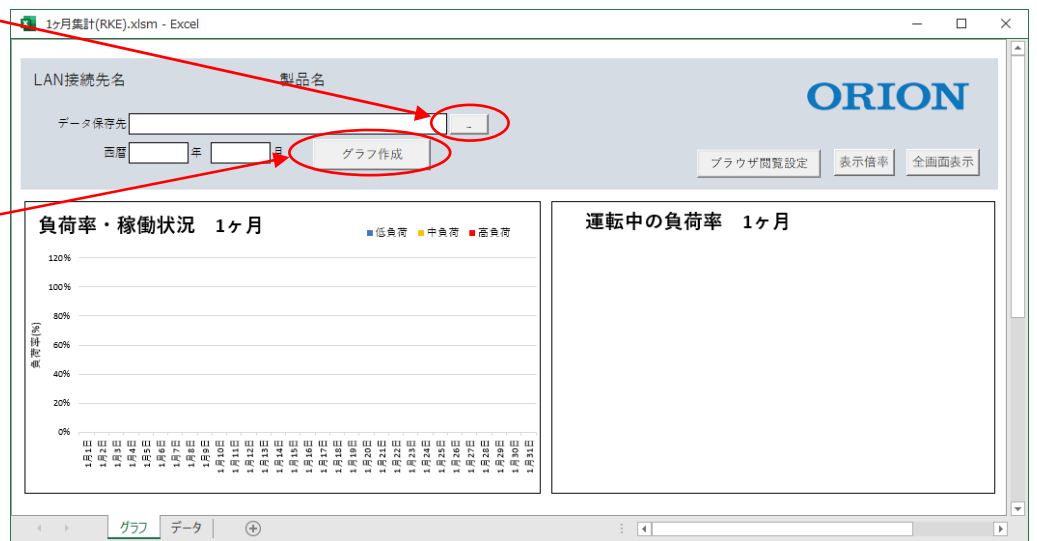 1ヶ月集計(RKE).xlsm - Excel
LAN接続先名 製品名
ORION
データ保存先 ...
西暦 年 月 グラフ作成
ブラウザ閲覧設定 表示倍率 全画面表示
負荷率・稼働状況 1ヶ月
低負荷 中負荷 高負荷
120%
100%
80%
60%
40%
20%
0%
負荷率(%)
1月1日
1月2日
1月3日
1月4日
1月5日
1月6日
1月7日
1月8日
1月9日
1月10日
1月11日
1月12日
1月13日
1月14日
1月15日
1月16日
1月17日
1月18日
1月19日
1月20日
1月21日
1月22日
1月23日
1月24日
1月25日
1月26日
1月27日
1月28日
1月29日
1月30日
1月31日
運転中の負荷率 1ヶ月
グラフ データ